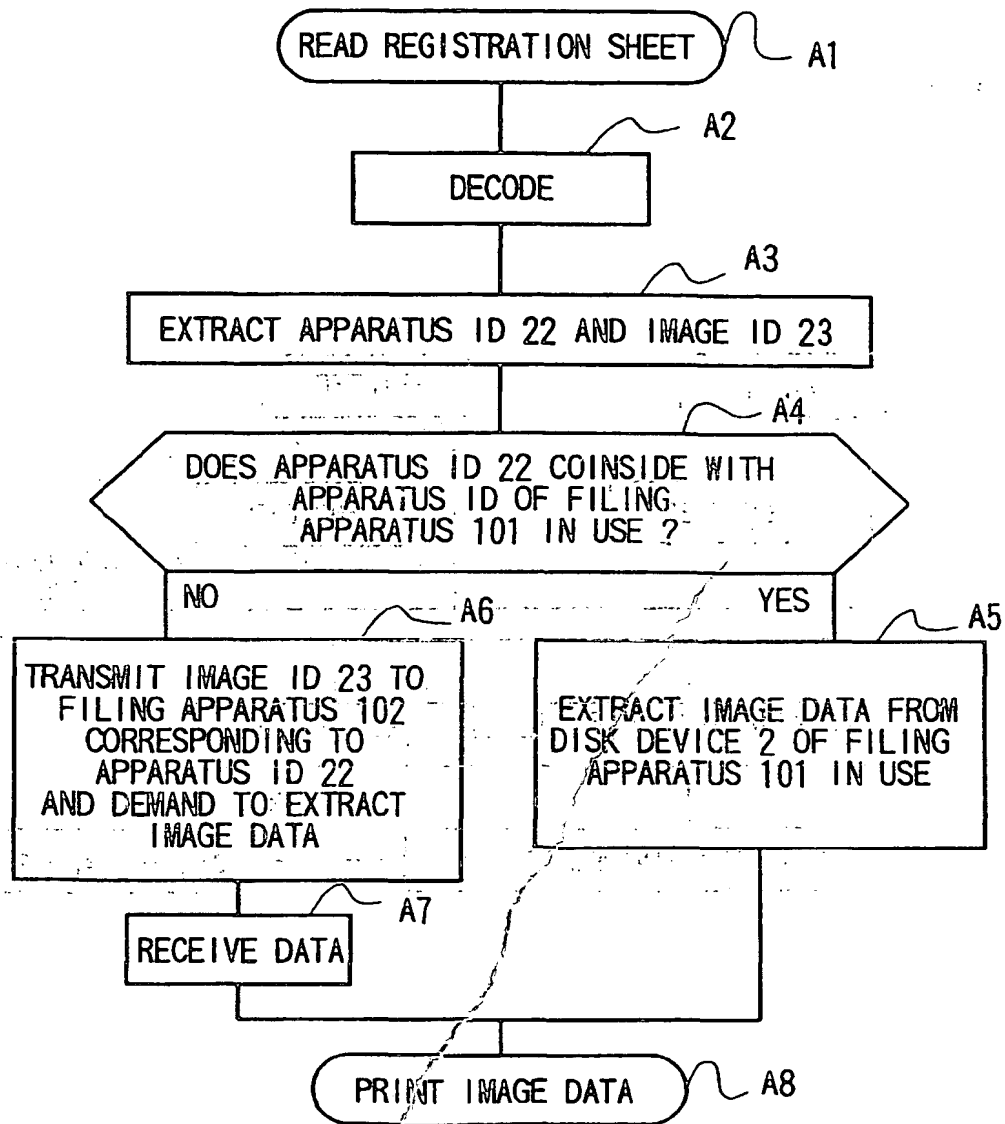 READ REGISTRATION SHEET
A1
A2
DECODE
A3
EXTRACT APPARATUS ID 22 AND IMAGE ID 23
A4
DOES APPARATUS ID 22 COINSIDE WITH
APPARATUS ID OF FILING
APPARATUS 101 IN USE ?
NO
YES
A6
A5
TRANSMIT IMAGE ID 23 TO
FILING APPARATUS 102
CORRESPONDING TO
APPARATUS ID 22
AND DEMAND TO EXTRACT
IMAGE DATA
EXTRACT IMAGE DATA FROM
DISK DEVICE 2 OF FILING
APPARATUS 101 IN USE
A7
RECEIVE DATA
PRINT IMAGE DATA
A8